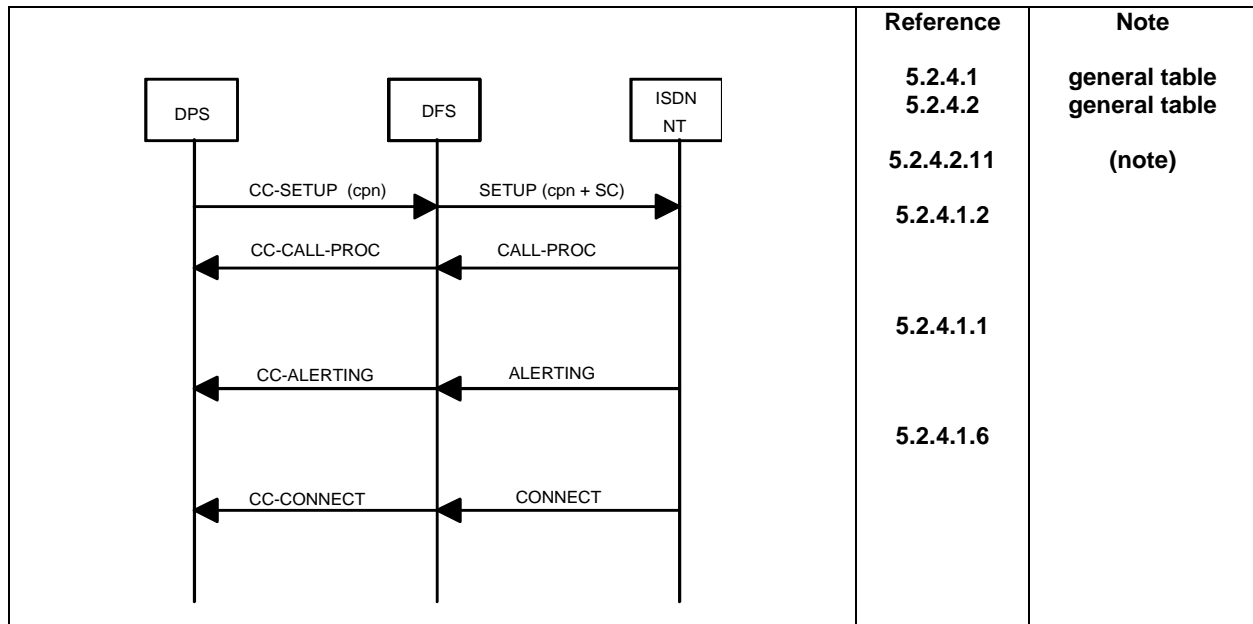 Reference Note
5.2.4.1 general table
5.2.4.2 general table
DPS DFS ISDN
NT
5.2.4.2.11 (note)
CC-SETUP (cpn) SETUP (cpn + SC)
5.2.4.1.2
CC-CALL-PROC CALL-PROC
5.2.4.1.1
CC-ALERTING ALERTING
5.2.4.1.6
CC-CONNECT CONNECT